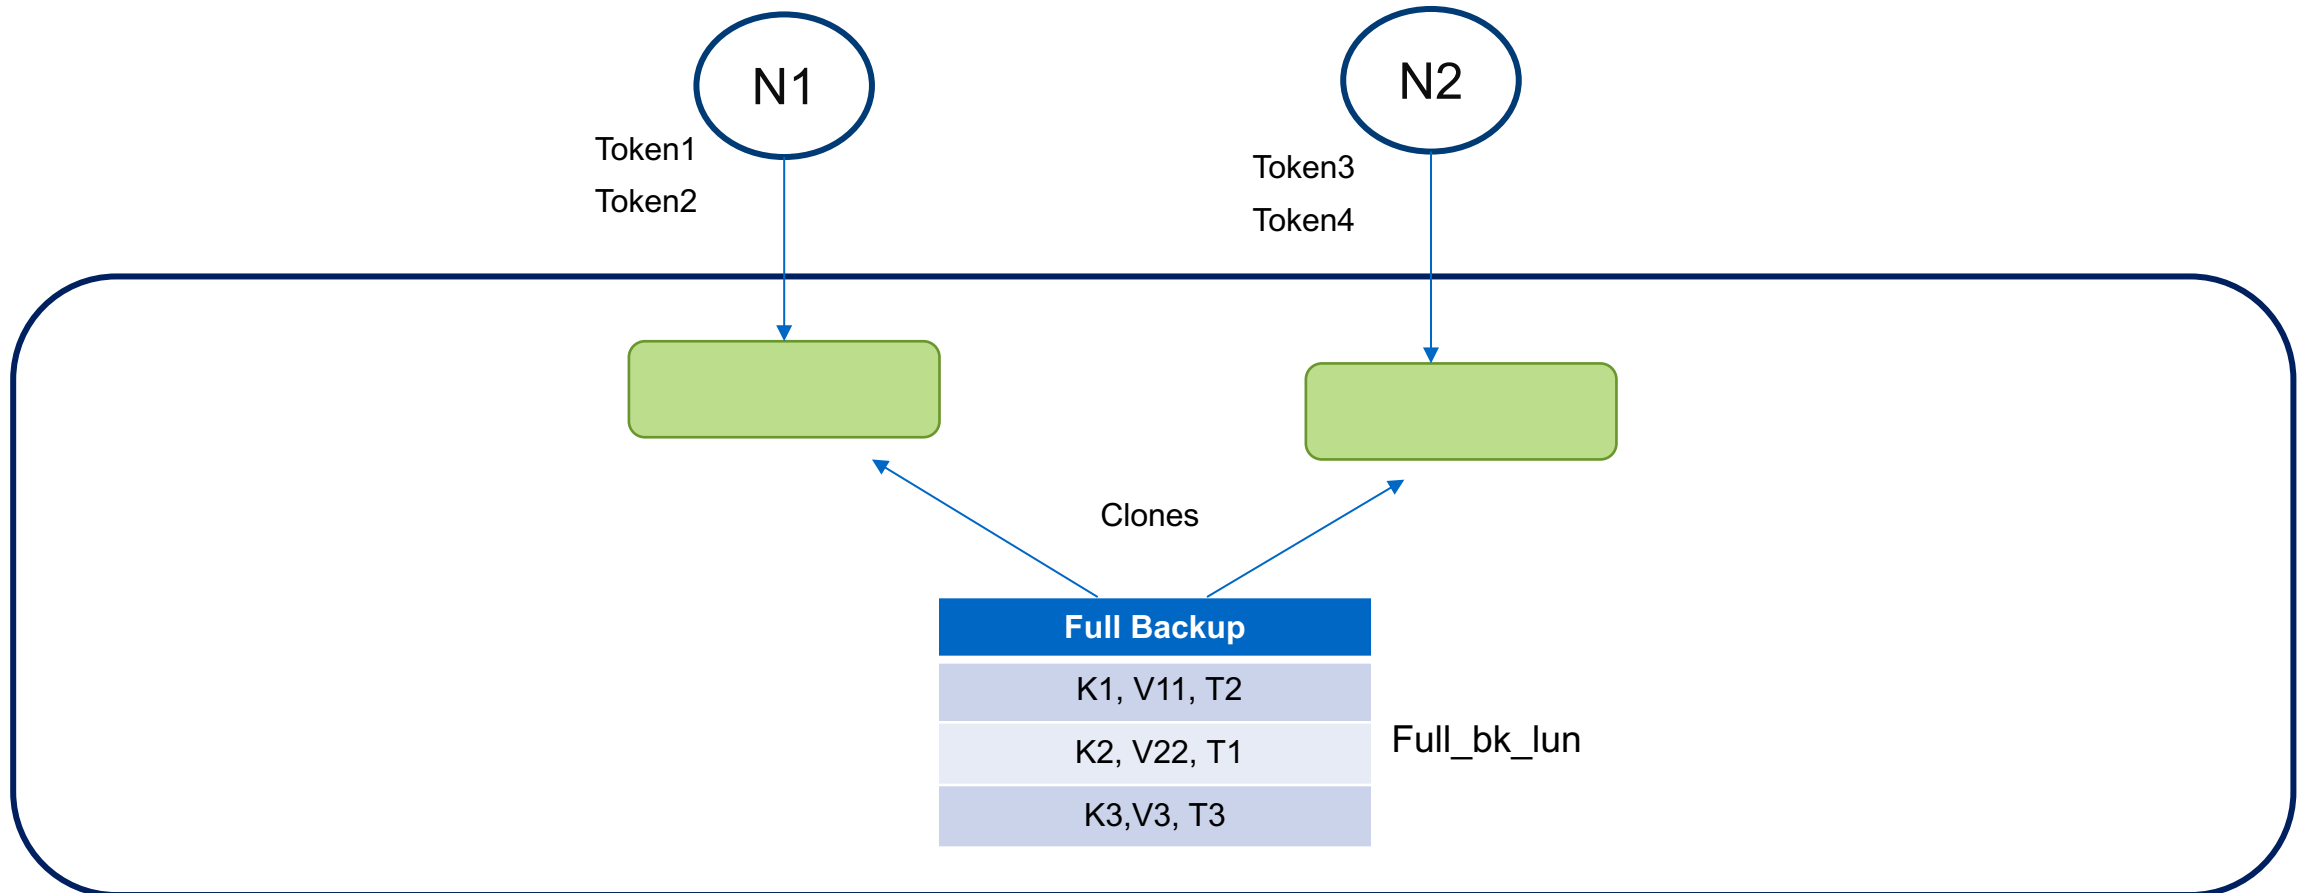 N1
N2
Token1
Token2
Token3
Token4
Clones
Full Backup
K1, V11, T2
K2, V22, T1
K3,V3, T3
Full_bk_lun